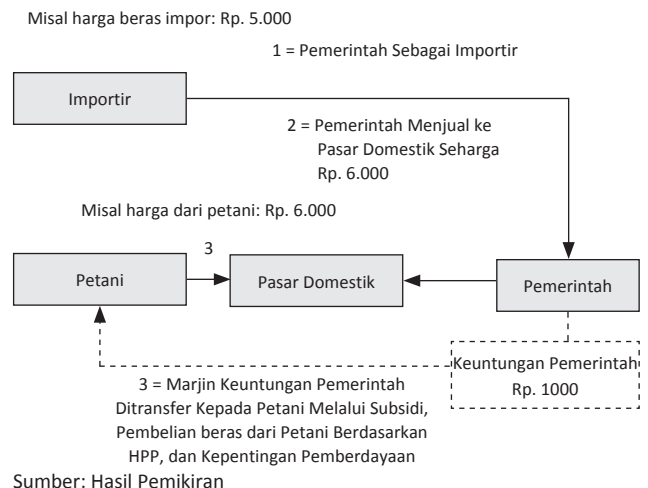 Misal harga beras impor: Rp. 5.000
1 = Pemerintah Sebagai Importir
Importir
2 = Pemerintah Menjual ke
Pasar Domestik Seharga
Rp. 6.000
Misal harga dari petani: Rp. 6.000
3
Petani
Pasar Domestik
Pemerintah
Keuntungan Pemerintah
Rp. 1000
3 = Marjin Keuntungan Pemerintah
Ditransfer Kepada Petani Melalui Subsidi,
Pembelian beras dari Petani Berdasarkan
HPP, dan Kepentingan Pemberdayaan
Sumber: Hasil Pemikiran